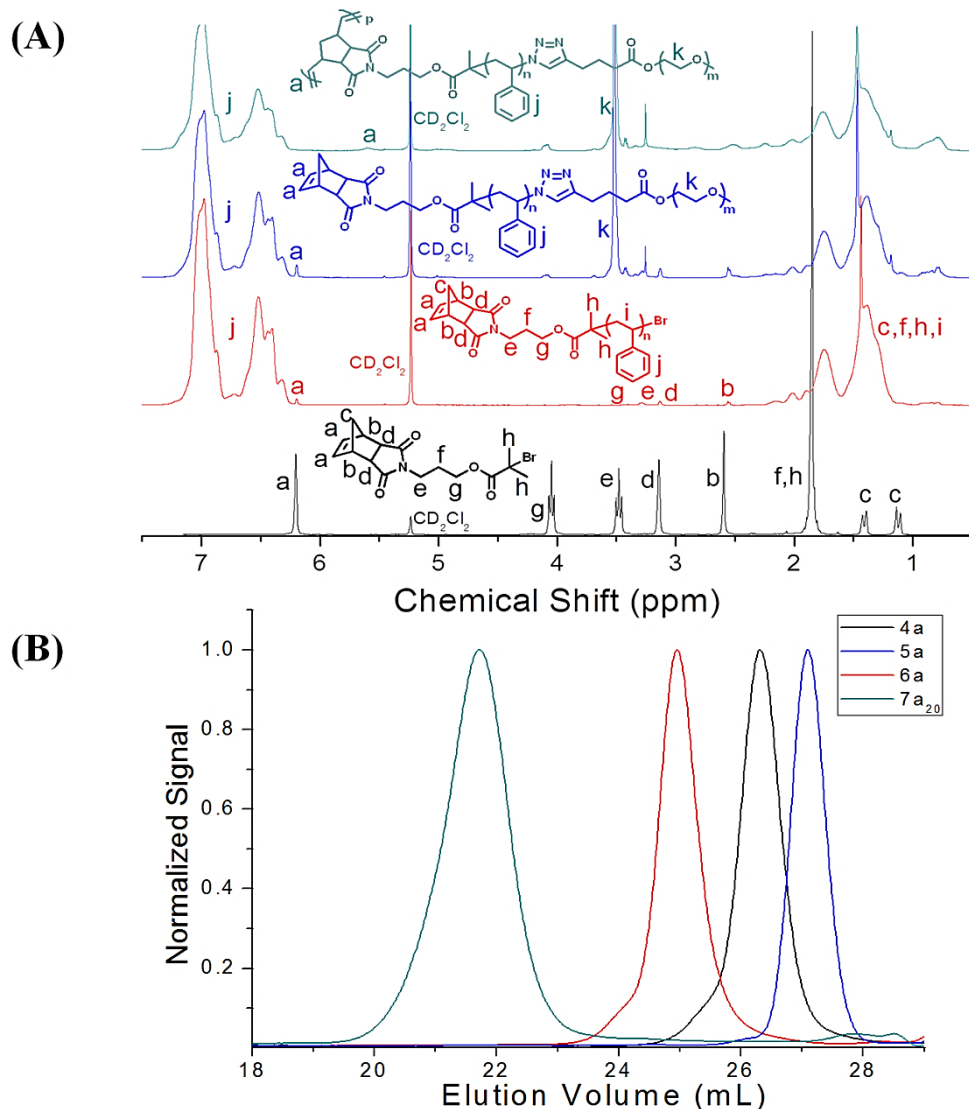 (A)
p
O
N N N
k
a
N
O
O
O
n
O
O
O
m
O
j
j
a
CD₂Cl₂
k
a
a
O
N
O
O
O
n
N N N
O
O
k
O
m
j
j
a
CD₂Cl₂
k
c
b
d
a
a
b
d
O
N
O
e
f
g
O
O
h
h
i
n
Br
j
c,f,h,i
j
CD₂Cl₂
a
g e d b
c
b
d
a
a
b
d
O
N
O
e
f
g
O
O
h
Br
h
a
CD₂Cl₂
g
e
d
b
f,h
c c
7 6 5 4 3 2 1
Chemical Shift (ppm)
(B)
4a
5a
6a
7a₂₀
1.0
0.8
0.6
0.4
0.2
Normalized Signal
18 20 22 24 26 28
Elution Volume (mL)